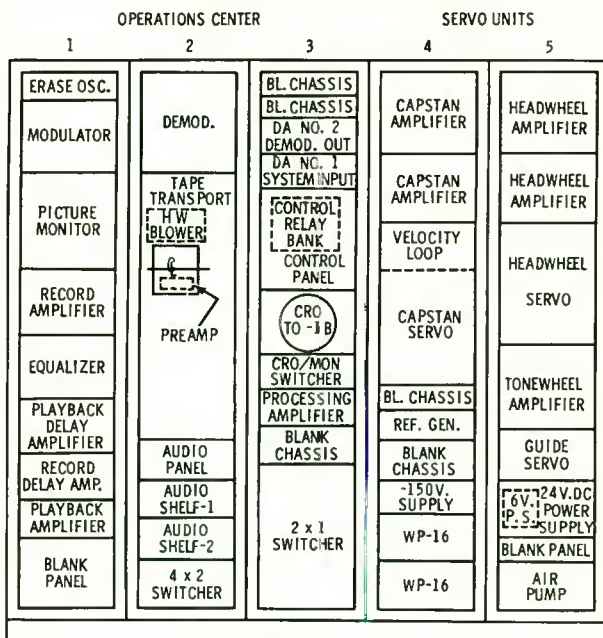 OPERATIONS CENTER
SERVO UNITS
1
2
3
4
5
ERASE OSC.
MODULATOR
PICTURE
MONITOR
RECORD
AMPLIFIER
EQUALIZER
PLAYBACK
DELAY
AMPLIFIER
RECORD
DELAY AMP.
PLAYBACK
AMPLIFIER
BLANK
PANEL
DEMOD.
TAPE
TRANSPORT
HW
BLOWER
PREAMP
AUDIO
PANEL
AUDIO
SHELF-1
AUDIO
SHELF-2
4 x 2
SWITCHER
BL. CHASSIS
BL. CHASSIS
DA NO. 2
DEMOD. OUT
DA NO. 1
SYSTEM INPUT
CONTROL
RELAY
BANK
CONTROL
PANEL
CRO
TO -1B
CRO/MON
SWITCHER
PROCESSING
AMPLIFIER
BLANK
CHASSIS
2 x 1
SWITCHER
CAPSTAN
AMPLIFIER
CAPSTAN
AMPLIFIER
VELOCITY
LOOP
CAPSTAN
SERVO
BL. CHASSIS
REF. GEN.
BLANK
CHASSIS
-150V.
SUPPLY
WP-16
WP-16
HEADWHEEL
AMPLIFIER
HEADWHEEL
AMPLIFIER
HEADWHEEL
SERVO
TONEWHEEL
AMPLIFIER
GUIDE
SERVO
6V.
P.S.
24V.DC
POWER
SUPPLY
BLANK PANEL
AIR
PUMP